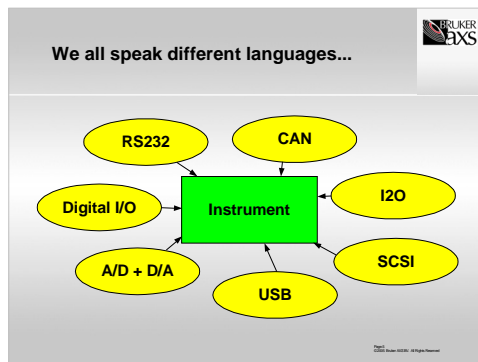 BRUKER
axs
We all speak different languages...
RS232
CAN
Digital I/O
Instrument
I2O
A/D + D/A
SCSI
USB